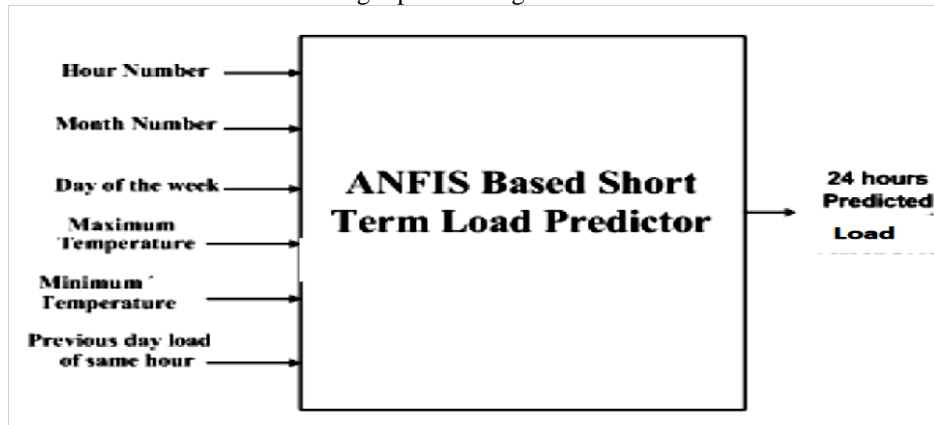 Hour Number
Month Number
Day of the week
Maximum
Temperature
Minimum
Temperature
Previous day load
of same hour
ANFIS Based Short
Term Load Predictor
24 hours
Predicted
Load